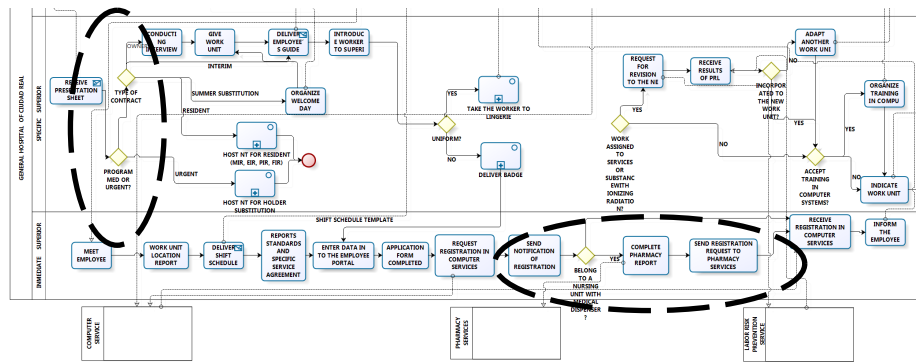 GENERAL HOSPITAL OF CIUDAD REAL
SPECIFIC SUPERIOR
RECEIVE
PRESENTATION
SHEET
TYPE OF
CONTRACT
PROGRAM
MED OR
URGENT?
OWNER
CONDUCTI
NG
INTERVIEW
GIVE
WORK
UNIT
DELIVER
EMPLOYEE'
S GUIDE
INTRODUC
E WORKER
TO SUPERI
INTERIM
SUMMER SUBSTITUTION
ORGANIZE
WELCOME
DAY
RESIDENT
HOST NT FOR RESIDENT
(MIR, EIR, PIR, FIR)
URGENT
HOST NT FOR HOLDER
SUBSTITUTION
UNIFORM?
YES
TAKE THE WORKER TO
LINGERIE
NO
DELIVER BADGE
REQUEST
FOR
REVISION
TO THE NE
RECEIVE
RESULTS
OF PRL
INCORPOR
ATED TO
THE NEW
WORK
UNIT?
NO
ADAPT
ANOTHER
WORK UNI
YES
YES
WORK
ASSIGNED
TO
SERVICES
OR
SUBSTANC
EWITH
IONIZING
RADIATIO
N?
NO
ACCEPT
TRAINING
IN
COMPUTER
SYSTEMS?
YES
ORGANIZE
TRAINING
IN COMPU
NO
INDICATE
WORK UNIT
INMEDIATE SUPERIOR
MEET
EMPLOYEE
WORK UNIT
LOCATION
REPORT
DELIVER
SHIFT
SCHEDULE
REPORTS
STANDARDS
AND
SPECIFIC
SERVICE
AGREEMENT
SHIFT SCHEDULE TEMPLATE
ENTER DATA IN
TO THE EMPLOYEE
PORTAL
APPLICATION
FORM
COMPLETED
REQUEST
REGISTRATION IN
COMPUTER
SERVICES
SEND
NOTIFICATION
OF
REGISTRATION
BELONG
TO A
NURSING
UNIT WITH
MEDICAL
DISPENSER
?
YES
COMPLETE
PHARMACY
REPORT
SEND REGISTRATION
REQUEST TO
PHARMACY
SERVICES
RECEIVE
REGISTRATION IN
COMPUTER
SERVICES
INFORM
THE
EMPLOYEE
COMPUTER
SERVICE
PHARMACY
SERVICES
LABOR RISK
PREVENTION
SERVICE